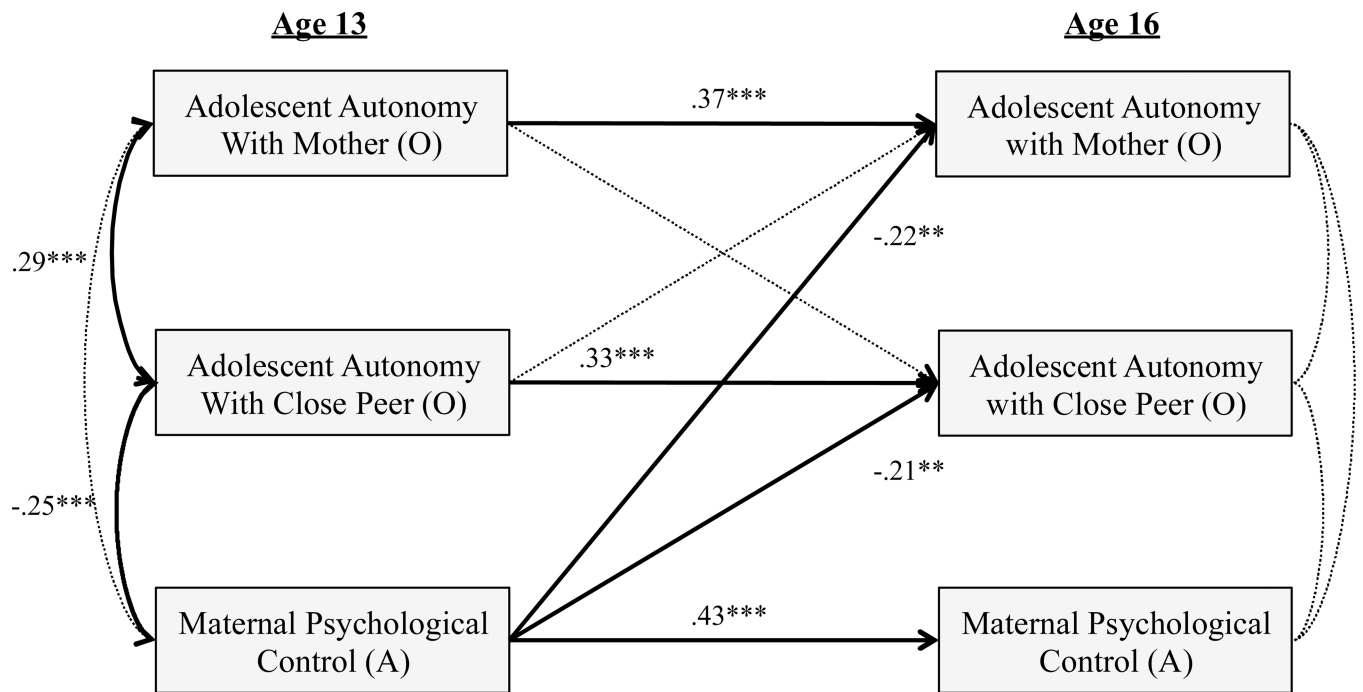 Age 13
Age 16
Adolescent Autonomy
With Mother (O)
.37***
Adolescent Autonomy
with Mother (O)
-.22**
.29***
Adolescent Autonomy
With Close Peer (O)
.33***
Adolescent Autonomy
with Close Peer (O)
-.21**
-.25***
Maternal Psychological
Control (A)
.43***
Maternal Psychological
Control (A)